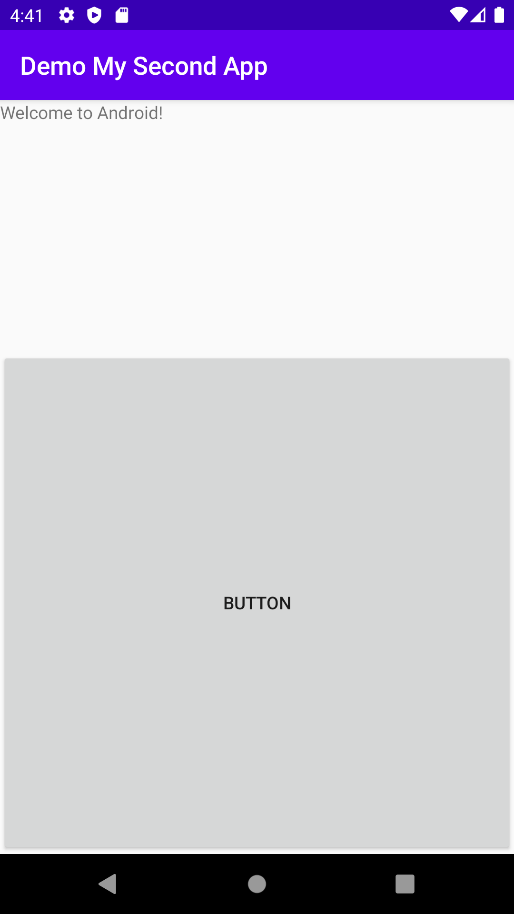 4:41
Demo My Second App
Welcome to Android!
BUTTON